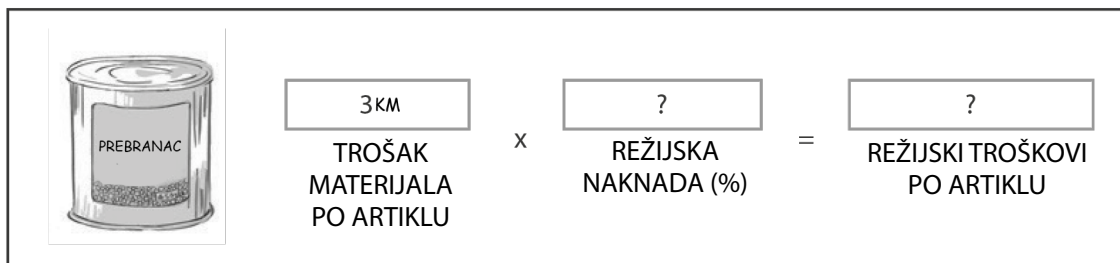 PREBRANAC
3KM
TROŠAK
MATERIJALA
PO ARTIKLU
x
?
REŽIJSKA
NAKNADA (%)
=
?
REŽIJSKI TROŠKOVI
PO ARTIKLU